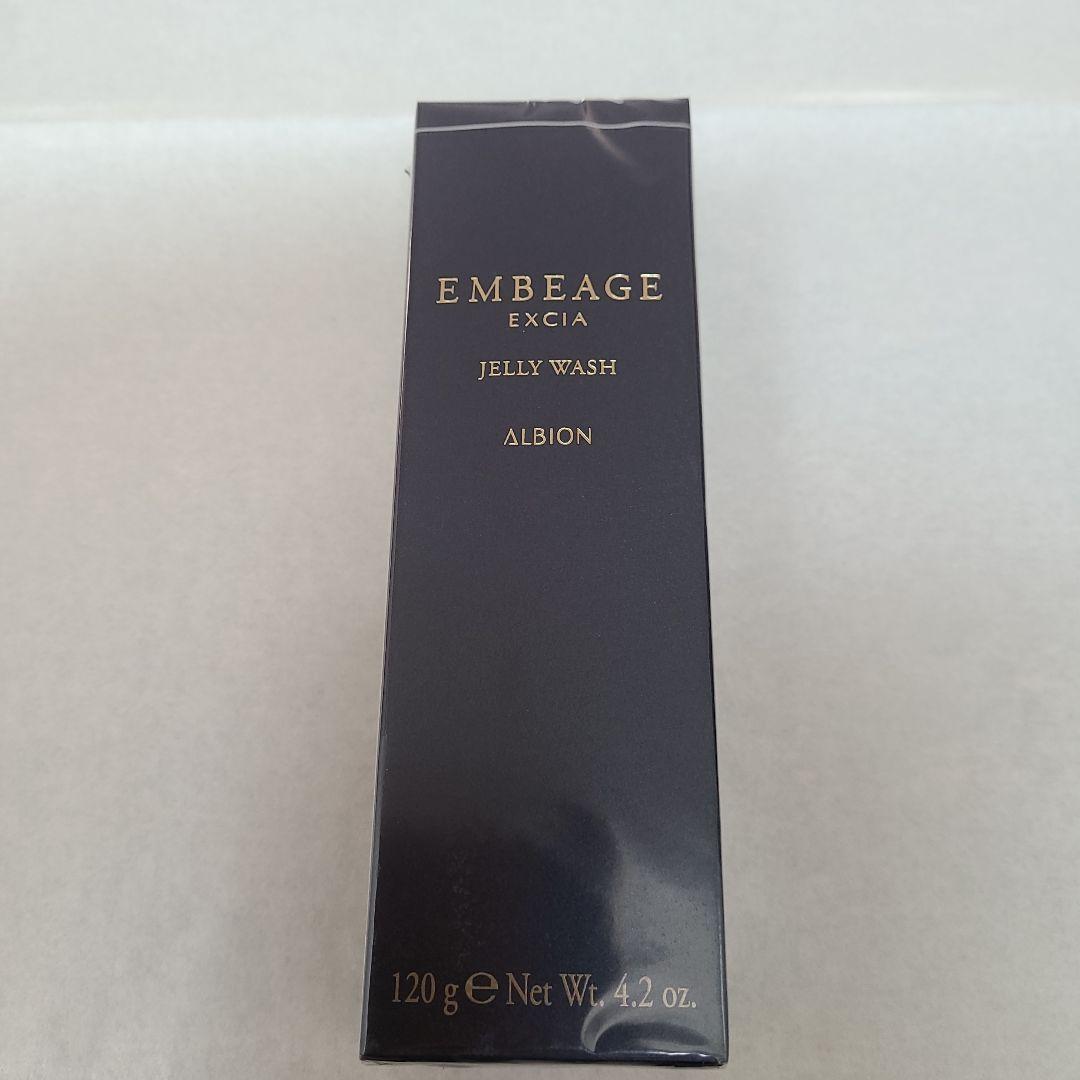 EMBEAGE
EXCIA
JELLY WASH
ALBION
120 g ℮ Net Wt. 4.2 oz.